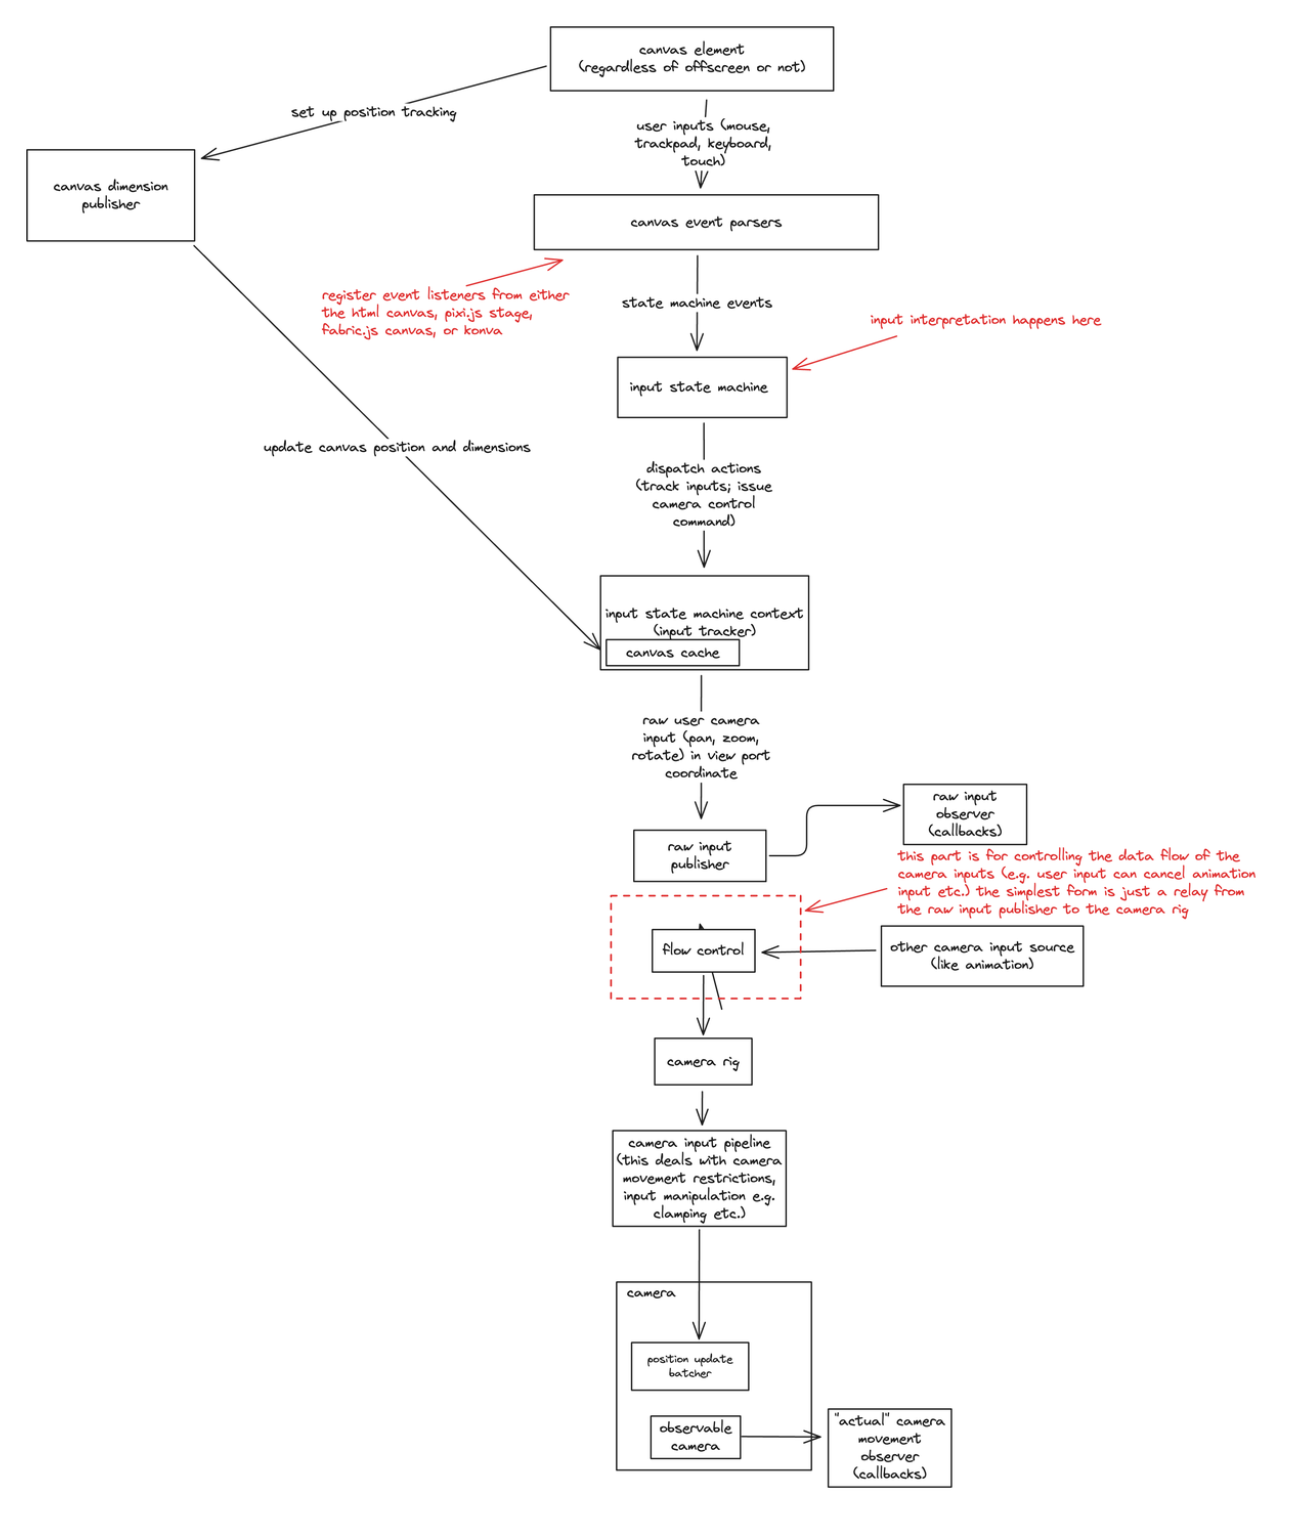 canvas element
(regardless of offscreen or not)
set up position tracking
user inputs (mouse,
trackpad, keyboard,
touch)
canvas dimension
publisher
canvas event parsers
register event listeners from either
the html canvas, pixi.js stage,
fabric.js canvas, or konva
state machine events
input interpretation happens here
input state machine
update canvas position and dimensions
dispatch actions
(track inputs; issue
camera control
command)
input state machine context
(input tracker)
canvas cache
raw user camera
input (pan, zoom,
rotate) in view port
coordinate
raw input
observer
(callbacks)
raw input
publisher
this part is for controlling the data flow of the
camera inputs (e.g. user input can cancel animation
input etc.) the simplest form is just a relay from
the raw input publisher to the camera rig
flow control
other camera input source
(like animation)
camera rig
camera input pipeline
(this deals with camera
movement restrictions,
input manipulation e.g.
clamping etc.)
camera
position update
batcher
observable
camera
"actual" camera
movement
observer
(callbacks)